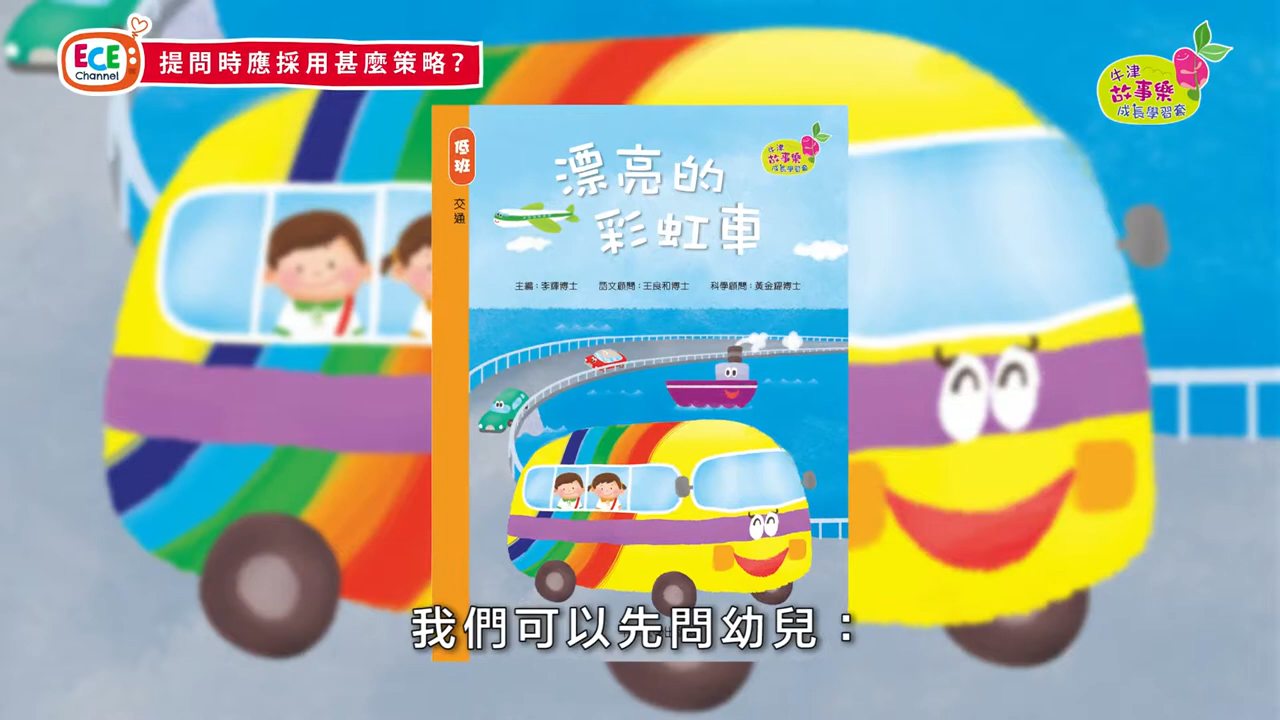 ECE
Channel
提問時應採用甚麼策略？
牛津
故事樂
成長學習套
低班
交通
漂亮的
彩虹車
牛津
故事樂
成長學習套
主編：李薇博士 語文顧問：王良和博士 科學顧問：黃金耀博士
我們可以先問幼兒：